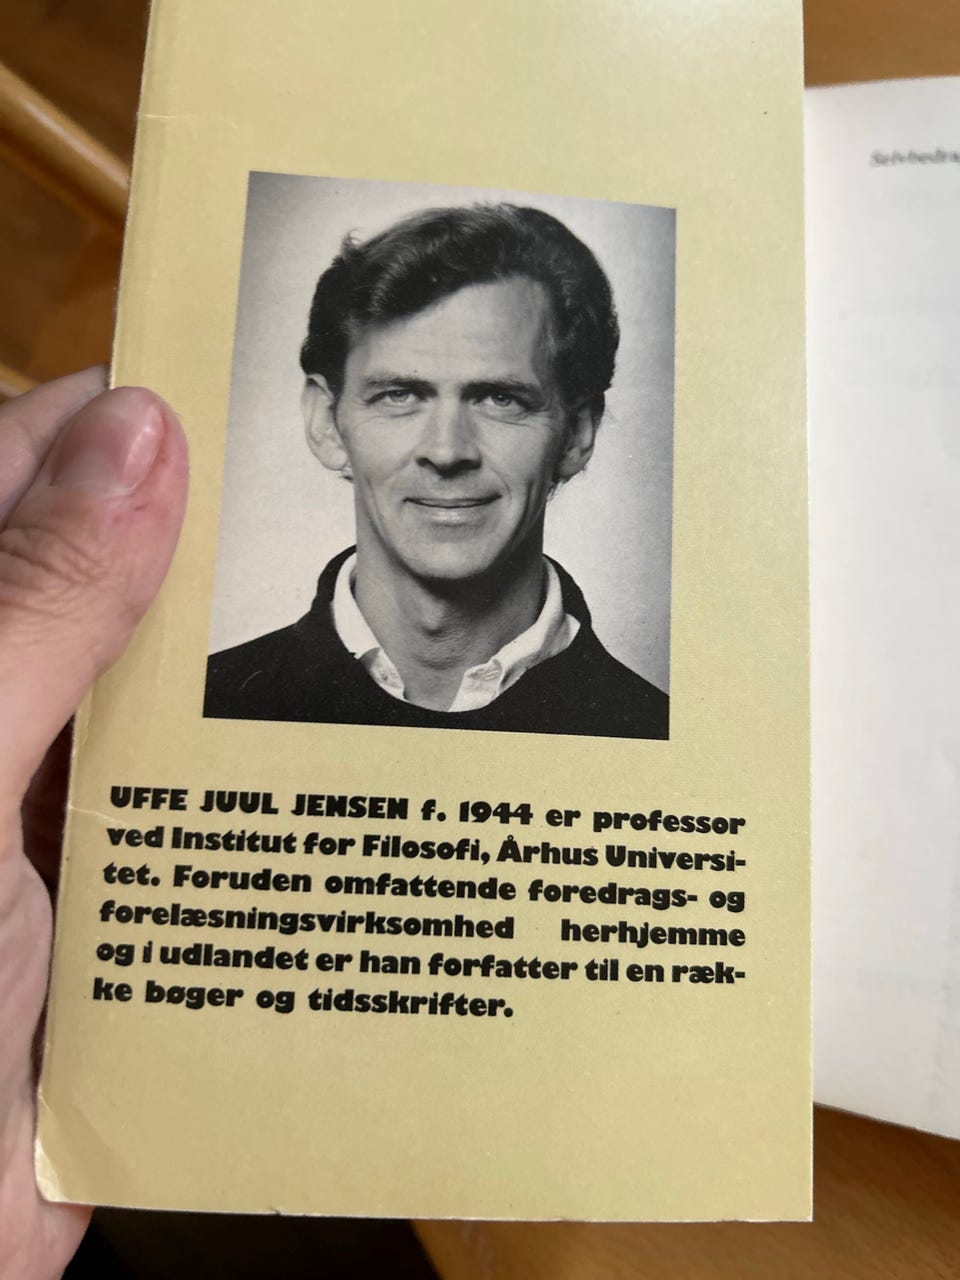 UFFE JUUL JENSEN f. 1944 er professor
ved Institut for Filosofi, Århus Universi-
tet. Foruden omfattende foredrags- og
forelæsningsvirksomhed herhjemme
og i udlandet er han forfatter til en ræk-
ke bøger og tidsskrifter.